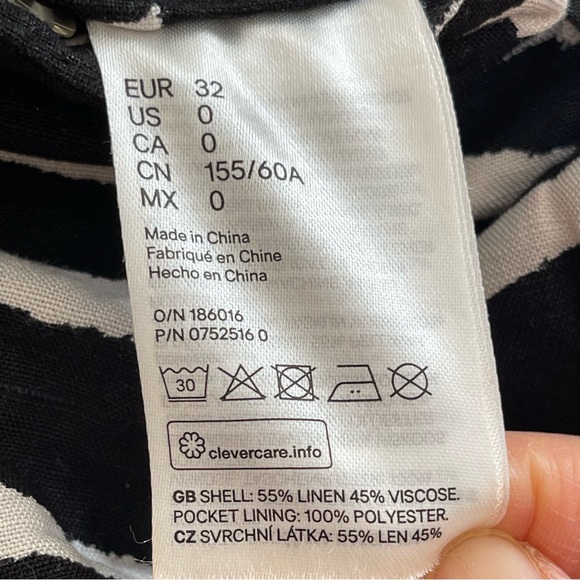 EUR 32
US 0
CA 0
CN 155/60A
MX 0
Made in China
Fabriqué en Chine
Hecho en China
O/N 186016
P/N 0752516 0
30
clevercare.info
GB SHELL: 55% LINEN 45% VISCOSE.
POCKET LINING: 100% POLYESTER.
CZ SVRCHNÍ LÁTKA: 55% LEN 45%